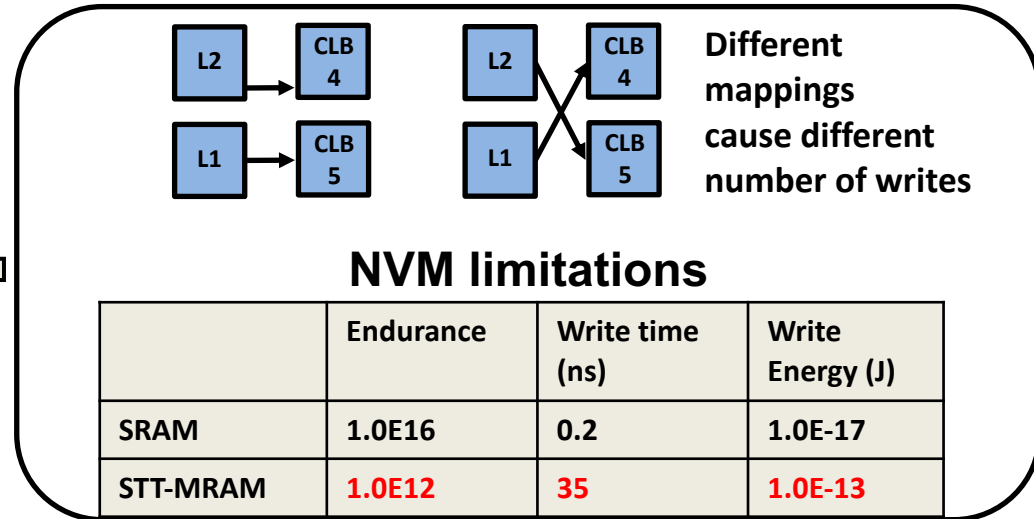 L2
CLB
4
L2
CLB
4
L1
CLB
5
L1
CLB
5
Different
mappings
cause different
number of writes
NVM limitations
Endurance
Write time
(ns)
Write
Energy (J)
SRAM
1.0E16
0.2
1.0E-17
STT-MRAM
1.0E12
35
1.0E-13